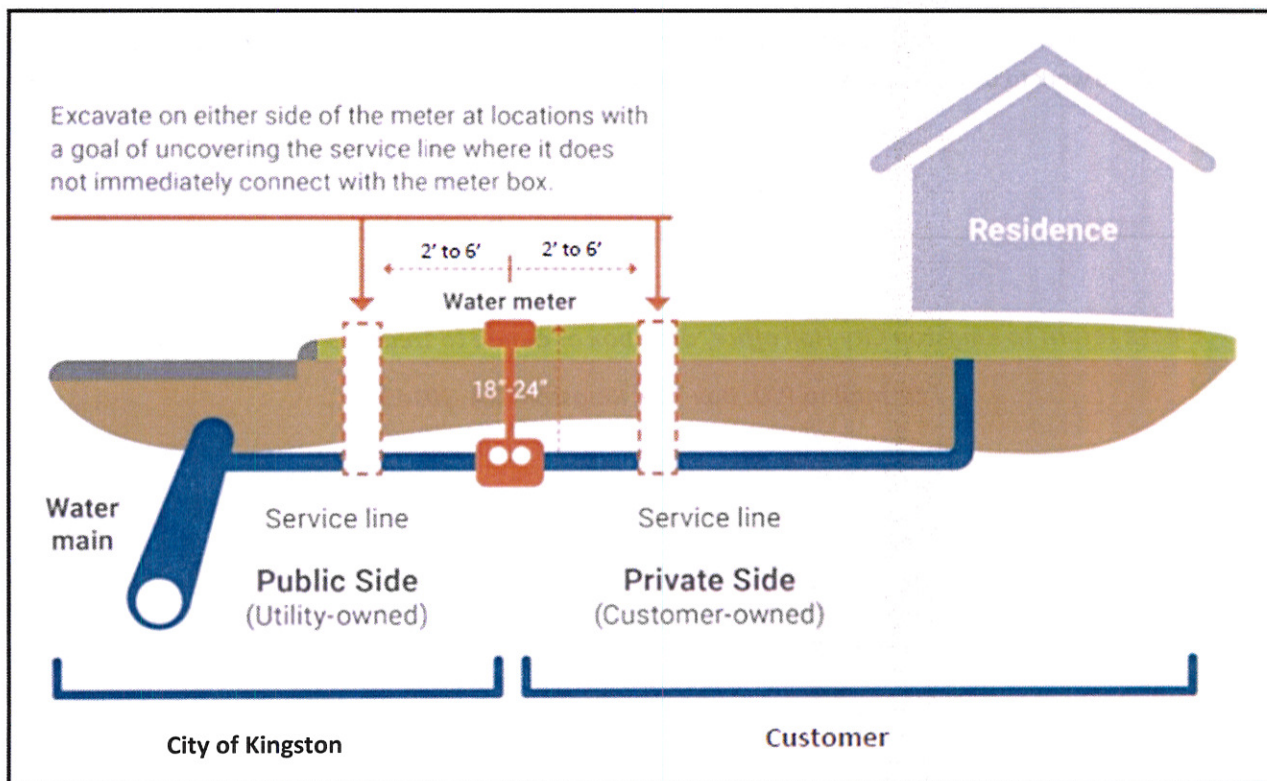 Excavate on either side of the meter at locations with
a goal of uncovering the service line where it does
not immediately connect with the meter box.
Residence
2' to 6'
2' to 6'
Water meter
18"-24"
Water
main
Service line
Service line
Public Side
(Utility-owned)
Private Side
(Customer-owned)
City of Kingston
Customer